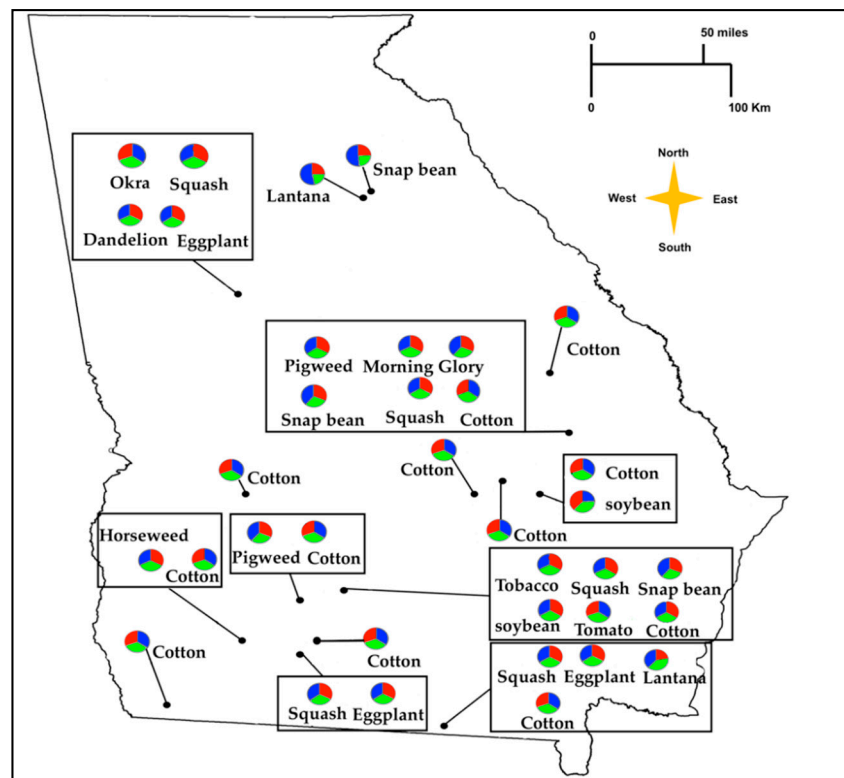 0 50 miles
0 100 Km
North
West East
South
Okra Squash
Dandelion Eggplant
Lantana
Snap bean
Cotton
Pigweed Morning Glory
Snap bean Squash Cotton
Cotton
Cotton
Cotton
soybean
Cotton
Horseweed
Cotton
Pigweed Cotton
Tobacco Squash Snap bean
soybean Tomato Cotton
Cotton
Cotton
Squash Eggplant Lantana
Cotton
Squash Eggplant